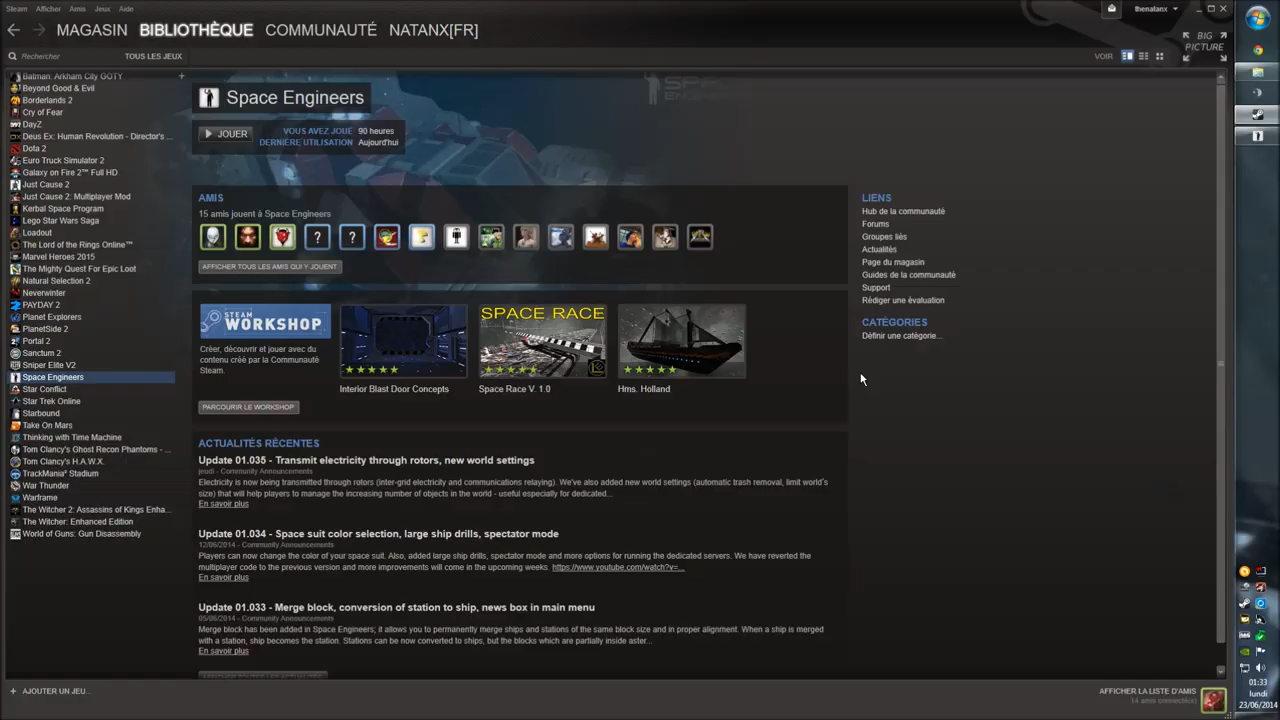 Steam Afficher Amis Jeux Aide
thenatanx
MAGASIN BIBLIOTHÈQUE COMMUNAUTÉ NATANX[FR]
BIG PICTURE
Rechercher TOUS LES JEUX
VOIR
Batman: Arkham City GOTY
Beyond Good & Evil
Borderlands 2
Cry of Fear
DayZ
Deus Ex: Human Revolution - Director's ...
Dota 2
Euro Truck Simulator 2
Galaxy on Fire 2™ Full HD
Just Cause 2
Just Cause 2: Multiplayer Mod
Kerbal Space Program
Lego Star Wars Saga
Loadout
The Lord of the Rings Online™
Marvel Heroes 2015
The Mighty Quest For Epic Loot
Natural Selection 2
Neverwinter
PAYDAY 2
Planet Explorers
PlanetSide 2
Portal 2
Sanctum 2
Sniper Elite V2
Space Engineers
Star Conflict
Star Trek Online
Starbound
Take On Mars
Thinking with Time Machine
Tom Clancy's Ghost Recon Phantoms - ...
Tom Clancy's H.A.W.X.
TrackMania² Stadium
War Thunder
Warframe
The Witcher 2: Assassins of Kings Enha...
The Witcher: Enhanced Edition
World of Guns: Gun Disassembly
+ AJOUTER UN JEU...
Space Engineers
JOUER
VOUS AVEZ JOUÉ 90 heures
DERNIÈRE UTILISATION Aujourd'hui
AMIS
15 amis jouent à Space Engineers
AFFICHER TOUS LES AMIS QUI Y JOUENT
STEAM WORKSHOP
Créer, découvrir et jouer avec du
contenu créé par la Communauté
Steam.
PARCOURIR LE WORKSHOP
Interior Blast Door Concepts
SPACE RACE
Space Race V. 1.0
Hms. Holland
ACTUALITÉS RÉCENTES
Update 01.035 - Transmit electricity through rotors, new world settings
jeudi - Community Announcements
Electricity is now being transmitted through rotors (inter-grid electricity and communications relaying). We've also added new world settings (automatic trash removal, limit world's
size) that will help players to manage the increasing number of objects in the world - useful especially for dedicated...
En savoir plus
Update 01.034 - Space suit color selection, large ship drills, spectator mode
12/06/2014 - Community Announcements
Players can now change the color of your space suit. Also, added large ship drills, spectator mode and more options for running the dedicated servers. We have reverted the
multiplayer code to the previous version and more improvements will come in the upcoming weeks. https://www.youtube.com/watch?v=...
En savoir plus
Update 01.033 - Merge block, conversion of station to ship, news box in main menu
05/06/2014 - Community Announcements
Merge block has been added in Space Engineers; it allows you to permanently merge ships and stations of the same block size and in proper alignment. When a ship is merged
with a station, ship becomes the station. Stations can now be converted to ships, but the blocks which are partially inside aster...
En savoir plus
LIENS
Hub de la communauté
Forums
Groupes liés
Actualités
Page du magasin
Guides de la communauté
Support
Rédiger une évaluation
CATÉGORIES
Définir une catégorie...
AFFICHER LA LISTE D'AMIS
14 amis connecté(s)
01:33
lundi
23/06/2014